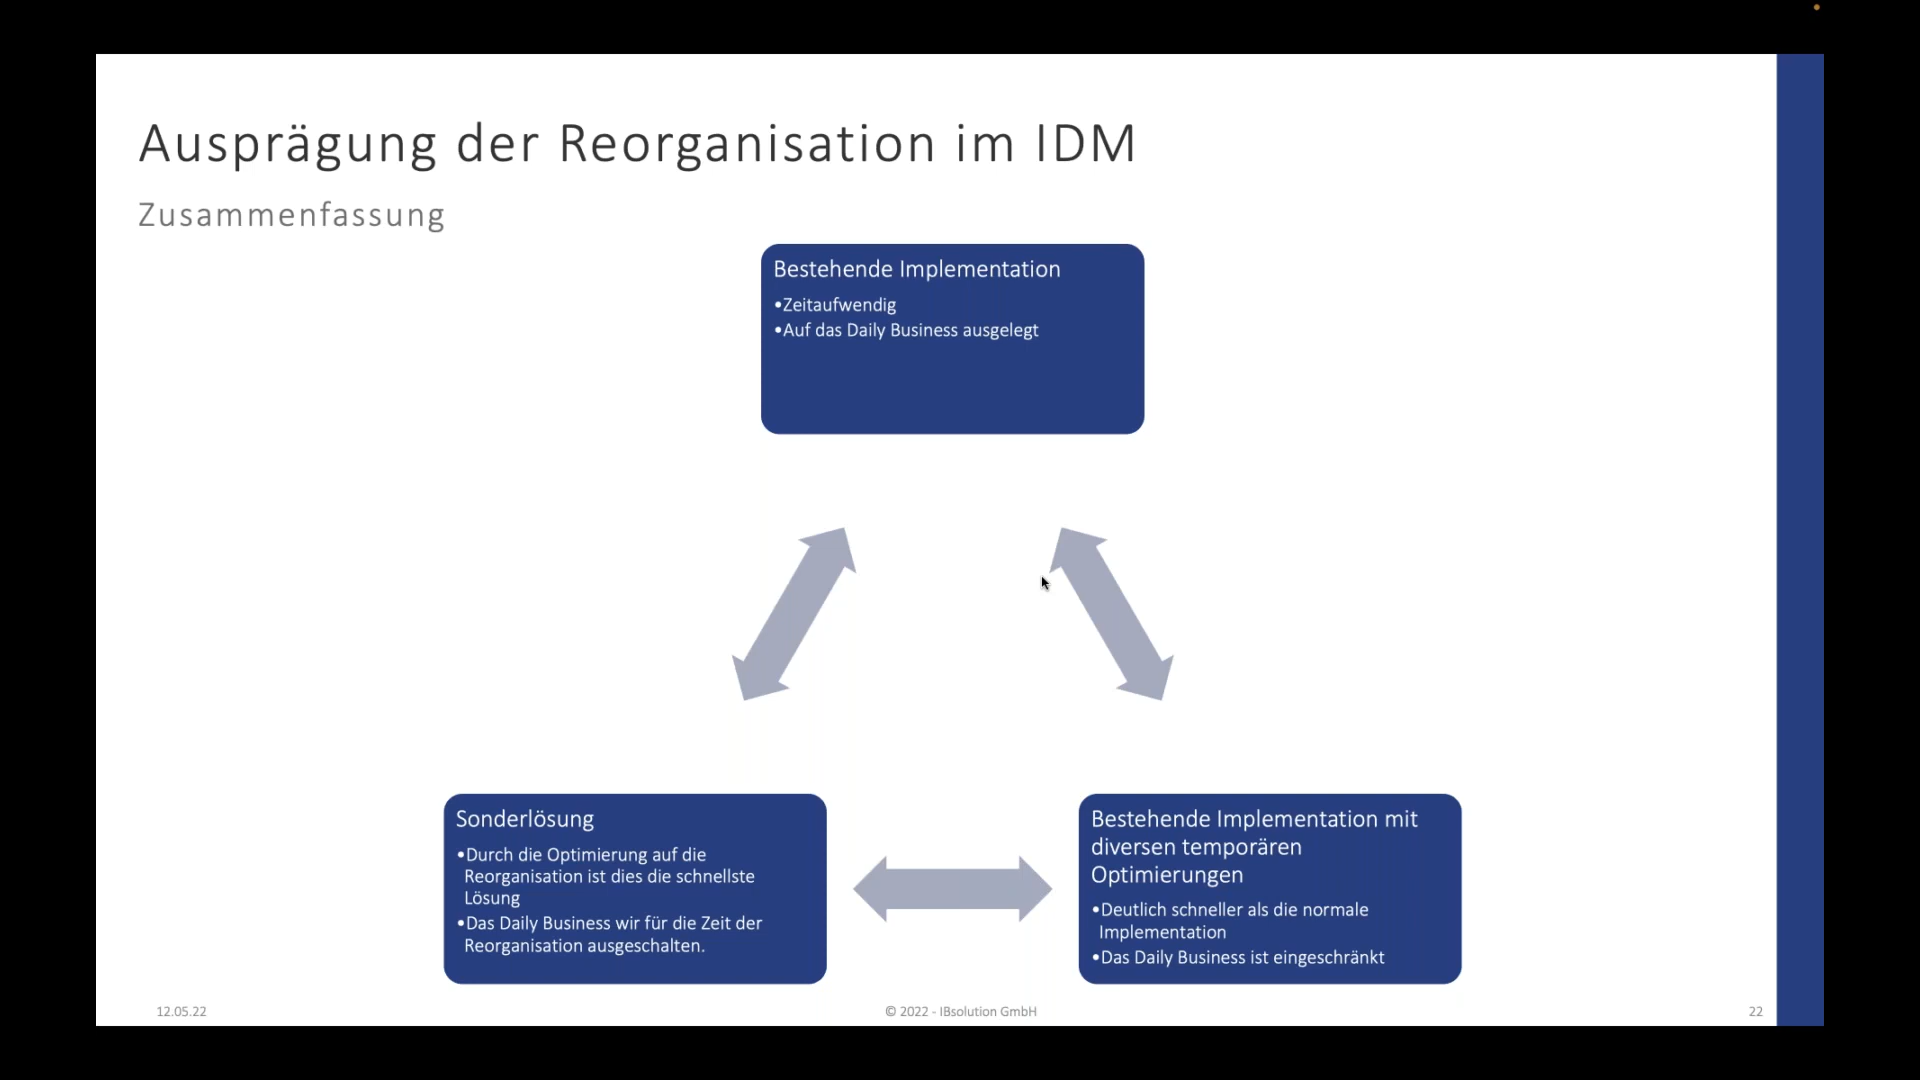 Ausprägung der Reorganisation im IDM
Zusammenfassung
Bestehende Implementation
•Zeitaufwendig
•Auf das Daily Business ausgelegt
Sonderlösung
•Durch die Optimierung auf die
Reorganisation ist dies die schnellste
Lösung
•Das Daily Business wir für die Zeit der
Reorganisation ausgeschalten.
Bestehende Implementation mit
diversen temporären
Optimierungen
•Deutlich schneller als die normale
Implementation
•Das Daily Business ist eingeschränkt
12.05.22
© 2022 - IBsolution GmbH
22